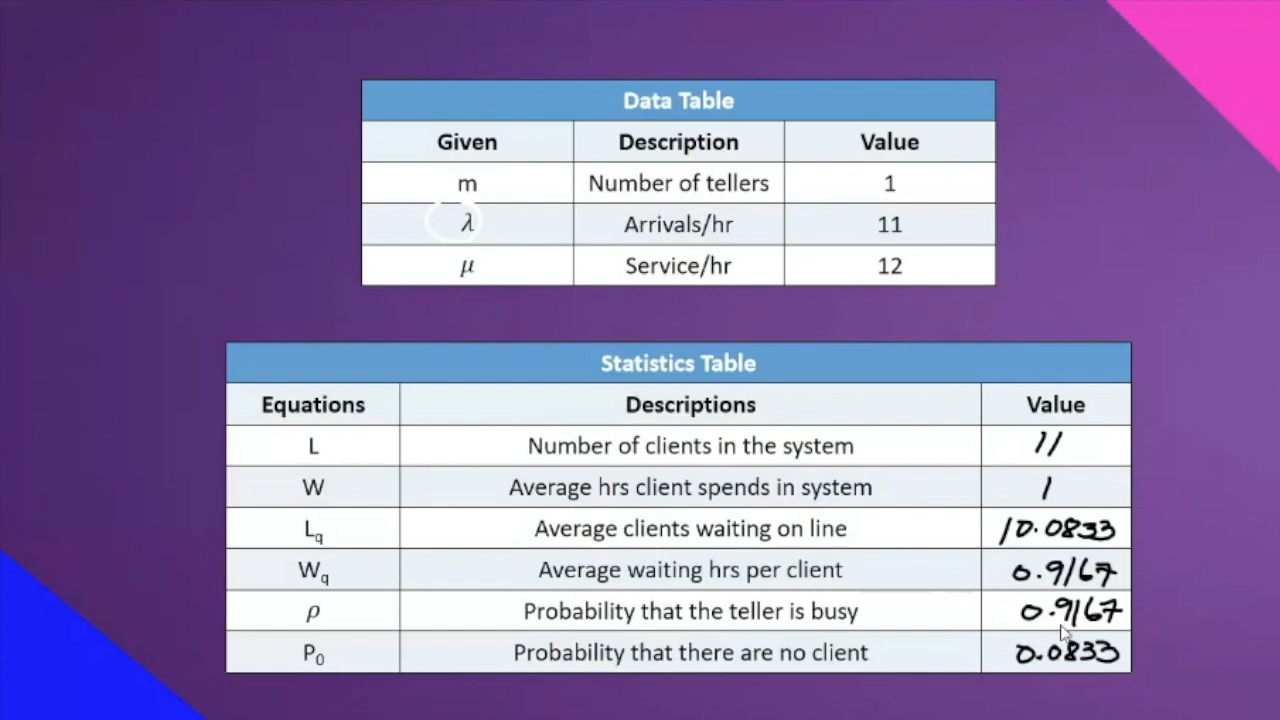 Data Table
Given Description Value
m Number of tellers 1
λ Arrivals/hr 11
μ Service/hr 12
Statistics Table
Equations Descriptions Value
L Number of clients in the system 11
W Average hrs client spends in system 1
Lq Average clients waiting on line 10.0833
Wq Average waiting hrs per client 0.9167
ρ Probability that the teller is busy 0.9167
P0 Probability that there are no client 0.0833